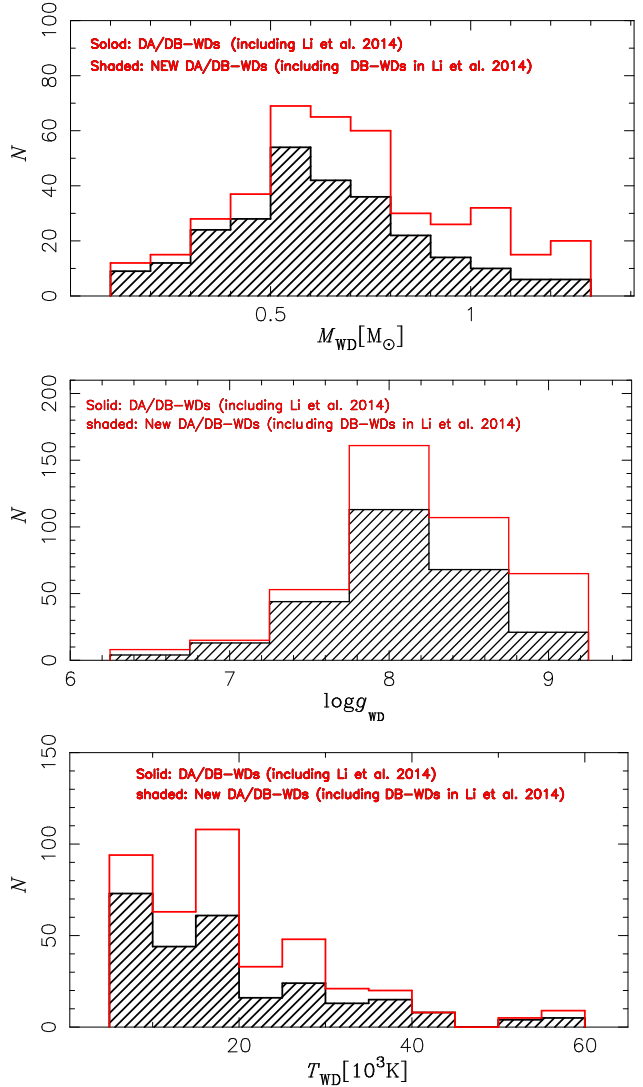 100
Solod: DA/DB-WDs (including Li et al. 2014)
Shaded: NEW DA/DB-WDs (including DB-WDs in Li et al. 2014)
80
60
N
40
20
0
0.5
1
M_WD[M_⊙]
200
Solid: DA/DB-WDs (including Li et al. 2014)
shaded: New DA/DB-WDs (including DB-WDs in Li et al. 2014)
150
N
100
50
0
6
7
8
9
logg_WD
150
Solid: DA/DB-WDs (including Li et al. 2014)
shaded: New DA/DB-WDs (including DB-WDs in Li et al. 2014)
100
N
50
0
20
40
60
T_WD[10³K]